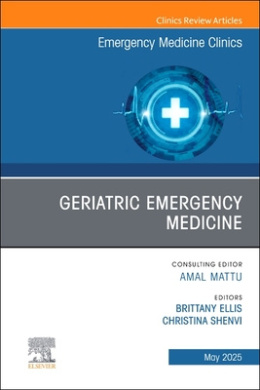 Clinics Review Articles
Emergency Medicine Clinics
GERIATRIC EMERGENCY
MEDICINE
CONSULTING EDITOR
AMAL MATTU
EDITORS
BRITTANY ELLIS
CHRISTINA SHENVI
ELSEVIER
May 2025